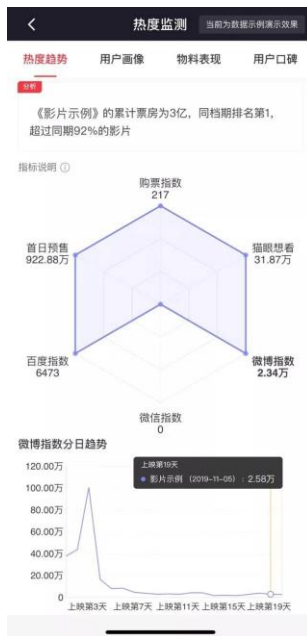 热度监测
当前为数据示例演示效果
热度趋势 用户画像 物料表现 用户口碑
分析
《影片示例》的累计票房为3亿，同档期排名第1，
超过同期92%的影片
指标说明
购票指数
217
首日预售
922.88万
猫眼想看
31.87万
百度指数
6473
微博指数
2.34万
微信指数
0
微博指数分日趋势
120.00万
100.00万
80.00万
60.00万
40.00万
20.00万
0
上映第19天
影片示例 (2019-11-05) : 2.58万
上映第3天 上映第7天 上映第11天 上映第15天 上映第19天